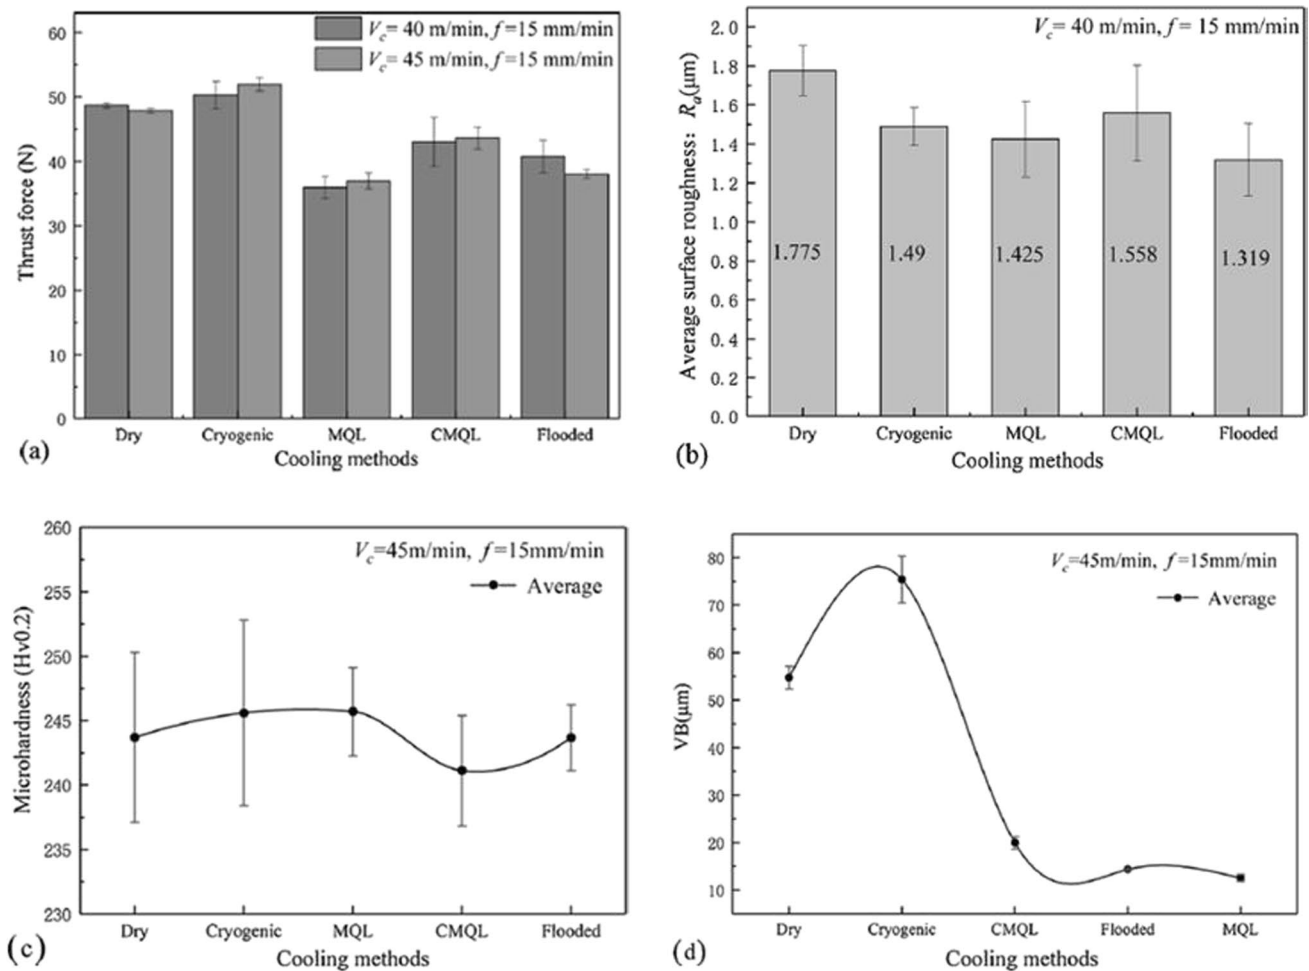 V_c= 40 m/min, f=15 mm/min
V_c= 45 m/min, f=15 mm/min
Thrust force (N)
60
50
40
30
20
10
0
Dry Cryogenic MQL CMQL Flooded
Cooling methods
(a)
V_c= 40 m/min, f= 15 mm/min
Average surface roughness: R_a(μm)
2.0
1.8
1.6
1.4
1.2
1.0
0.8
0.6
0.4
0.2
0.0
1.775 1.49 1.425 1.558 1.319
Dry Cryogenic MQL CMQL Flooded
Cooling methods
(b)
V_c=45m/min, f=15mm/min
Average
Microhardness (Hv0.2)
260
255
250
245
240
235
230
Dry Cryogenic MQL CMQL Flooded
Cooling methods
(c)
V_c=45m/min, f=15mm/min
Average
VB(μm)
80
70
60
50
40
30
20
10
Dry Cryogenic CMQL Flooded MQL
Cooling methods
(d)